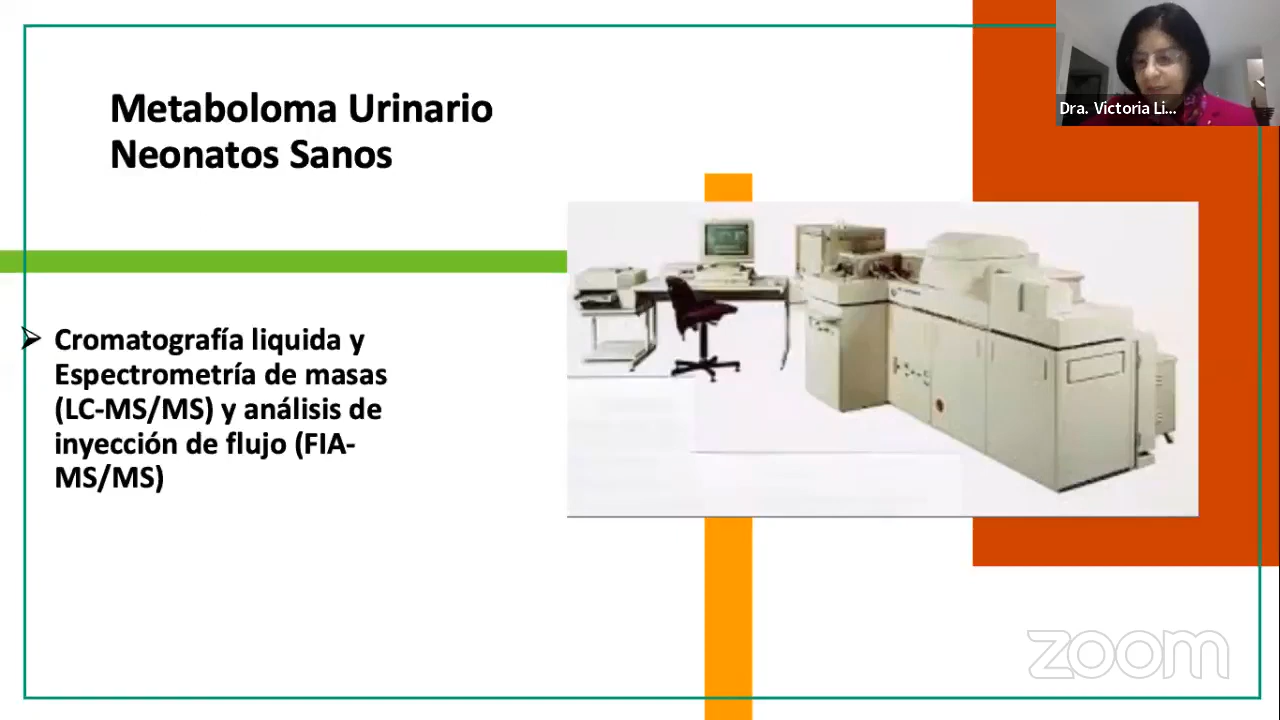 Metaboloma Urinario
Neonatos Sanos
Dra. Victoria Li...
Cromatografía liquida y
Espectrometría de masas
(LC-MS/MS) y análisis de
inyección de flujo (FIA-
MS/MS)
zoom